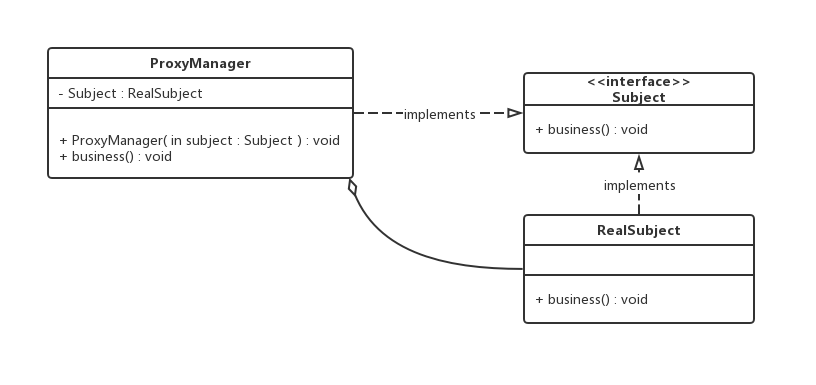 ProxyManager
- Subject : RealSubject
+ ProxyManager( in subject : Subject ) : void
+ business() : void
implements
<<interface>>
Subject
+ business() : void
implements
RealSubject
+ business() : void